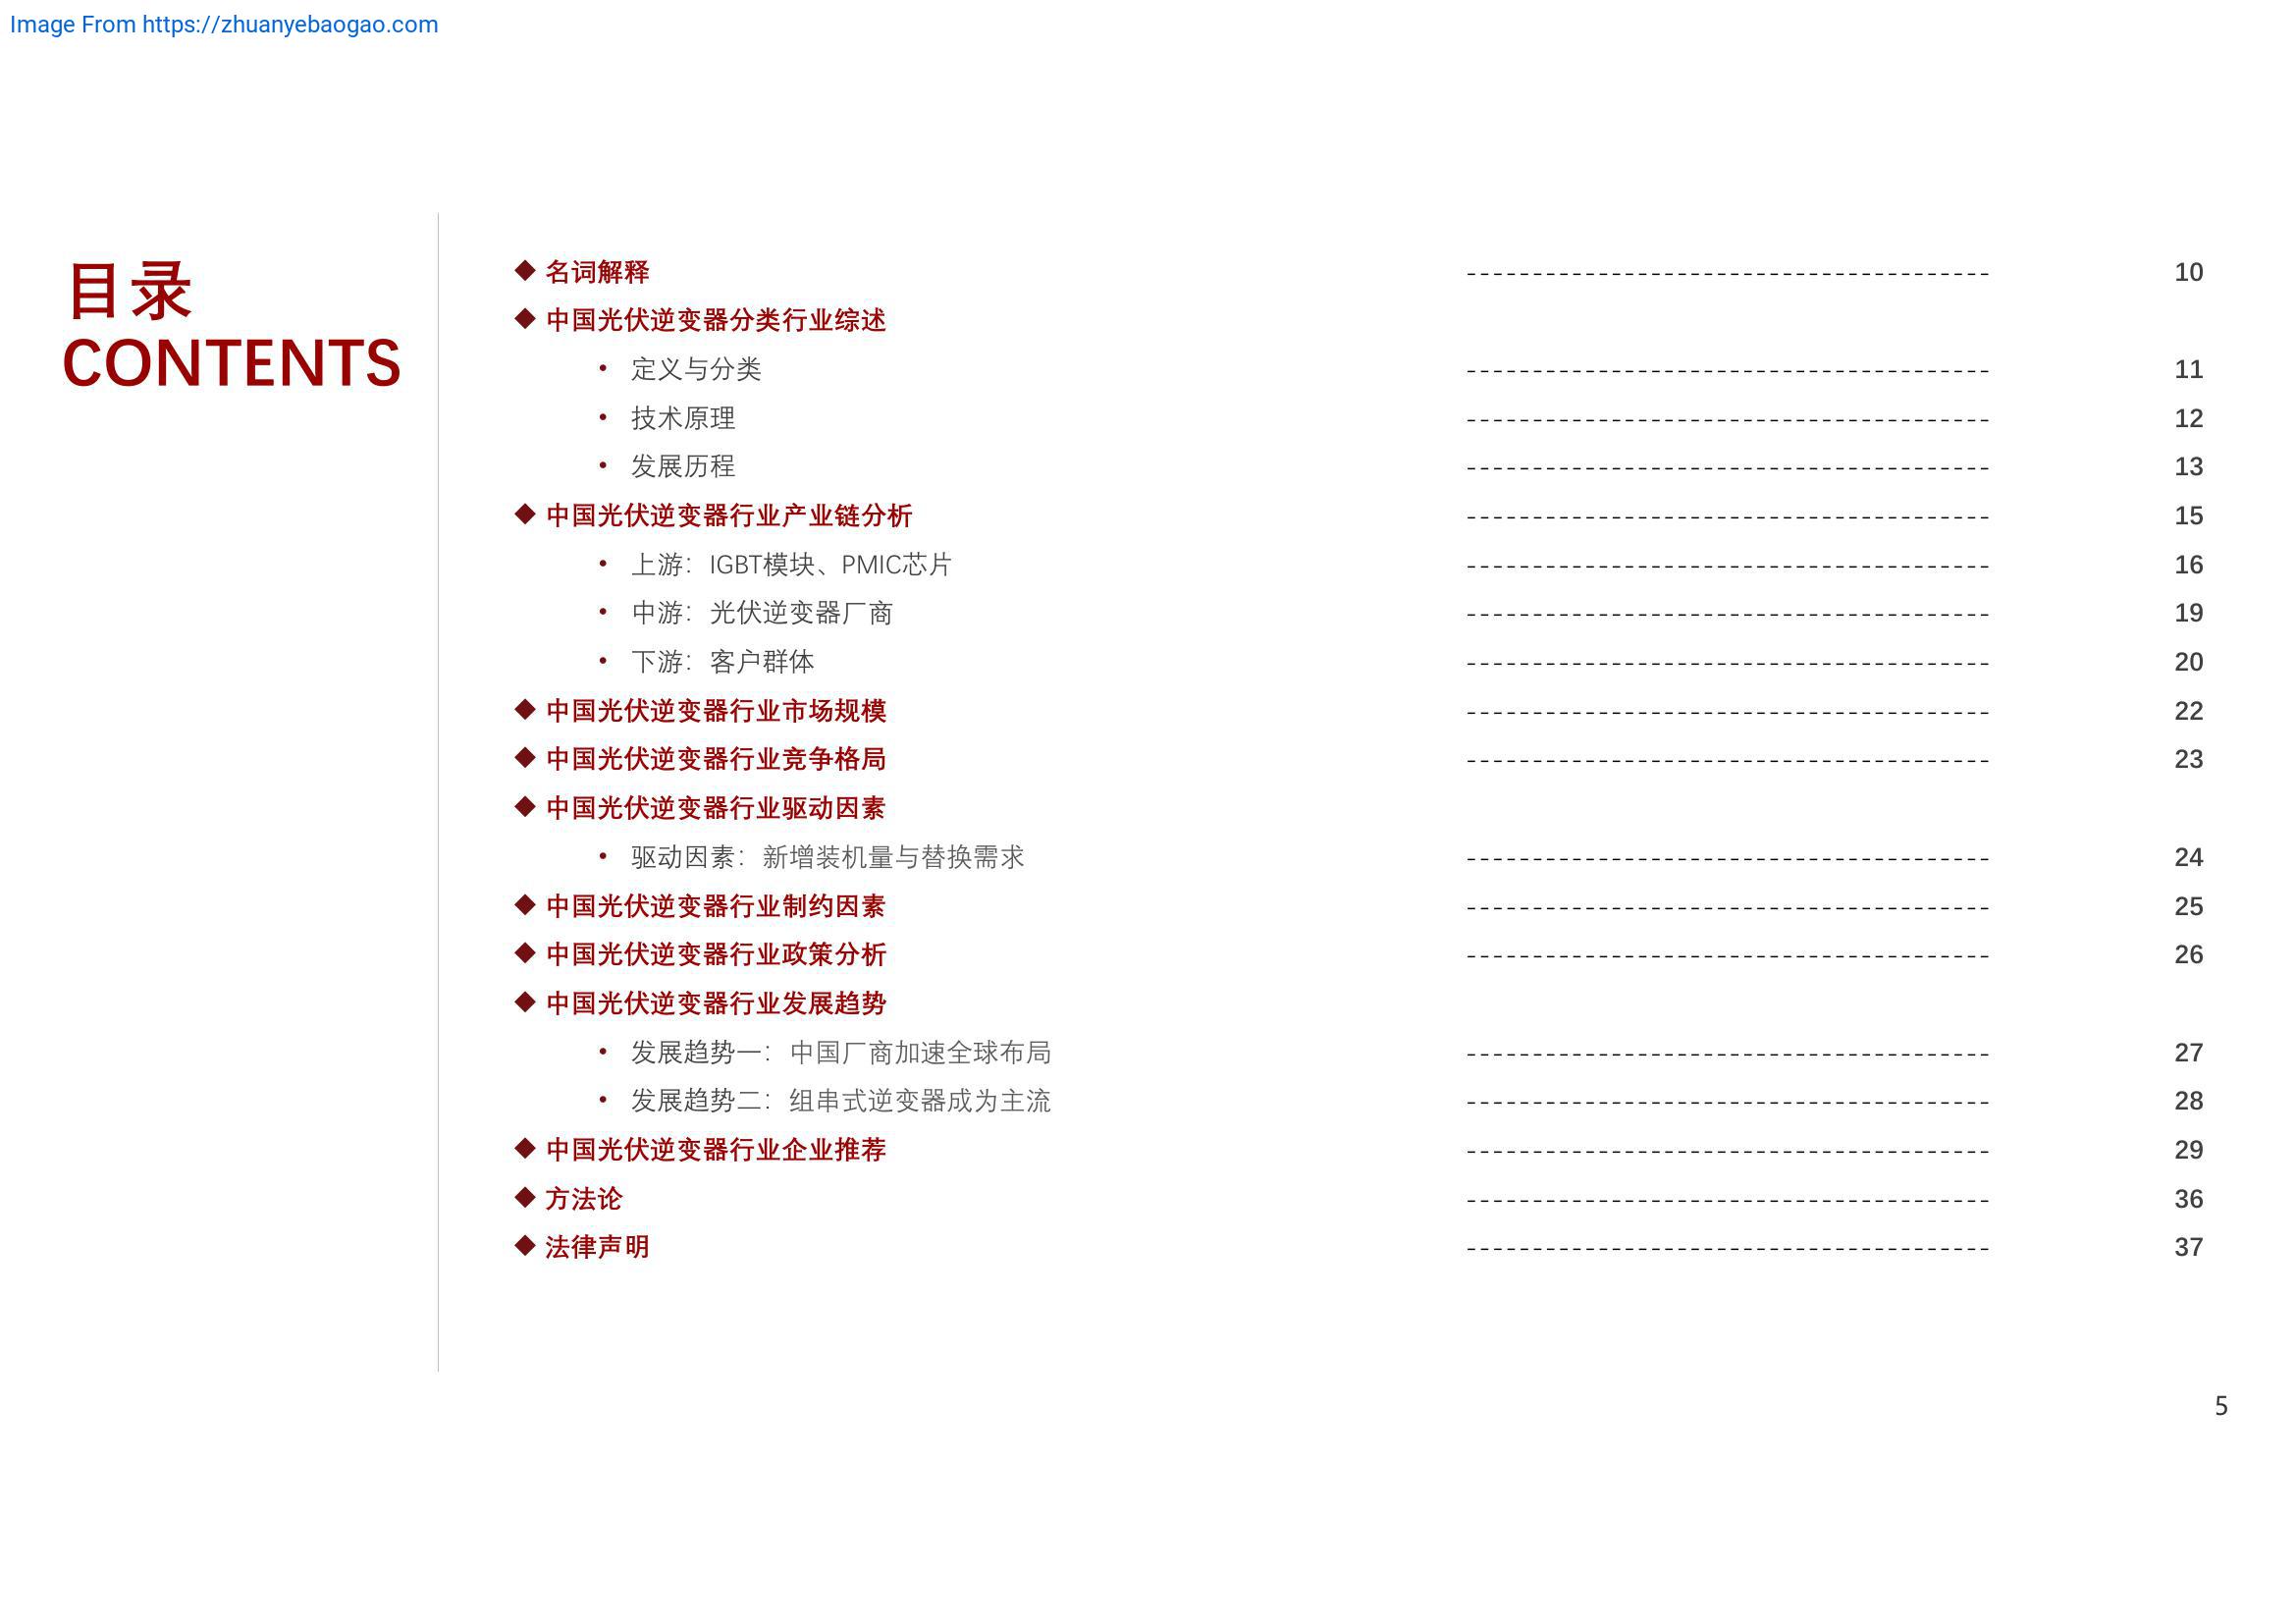 Image From https://zhuanyebaogao.com
目录
CONTENTS
◆ 名词解释 ---------------------------------------- 10
◆ 中国光伏逆变器分类行业综述
• 定义与分类 ---------------------------------------- 11
• 技术原理 ---------------------------------------- 12
• 发展历程 ---------------------------------------- 13
◆ 中国光伏逆变器行业产业链分析 ---------------------------------------- 15
• 上游：IGBT模块、PMIC芯片 ---------------------------------------- 16
• 中游：光伏逆变器厂商 ---------------------------------------- 19
• 下游：客户群体 ---------------------------------------- 20
◆ 中国光伏逆变器行业市场规模 ---------------------------------------- 22
◆ 中国光伏逆变器行业竞争格局 ---------------------------------------- 23
◆ 中国光伏逆变器行业驱动因素
• 驱动因素：新增装机量与替换需求 ---------------------------------------- 24
◆ 中国光伏逆变器行业制约因素 ---------------------------------------- 25
◆ 中国光伏逆变器行业政策分析 ---------------------------------------- 26
◆ 中国光伏逆变器行业发展趋势
• 发展趋势一：中国厂商加速全球布局 ---------------------------------------- 27
• 发展趋势二：组串式逆变器成为主流 ---------------------------------------- 28
◆ 中国光伏逆变器行业企业推荐 ---------------------------------------- 29
◆ 方法论 ---------------------------------------- 36
◆ 法律声明 ---------------------------------------- 37
5